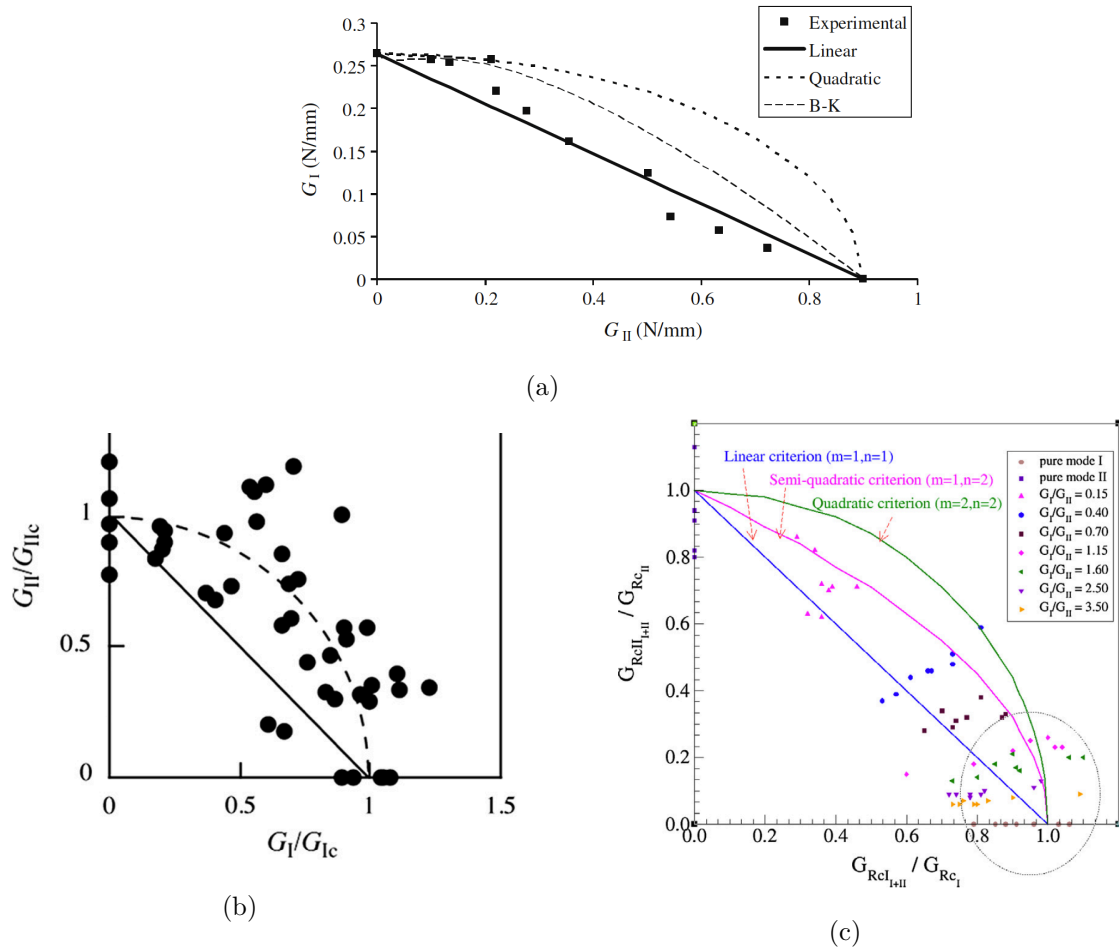 0.3
0.25
0.2
0.15
0.1
0.05
0
G_I (N/mm)
0
0.2
0.4
0.6
0.8
1
G_II (N/mm)
Experimental
Linear
Quadratic
B-K
(a)
1
0.5
0
G_II/G_IIc
0
0.5
1
1.5
G_I/G_Ic
(b)
1.0
0.8
0.6
0.4
0.2
0.0
G_RcII_I+II / G_Rc_II
0.0
0.2
0.4
0.6
0.8
1.0
G_RcI_I+II / G_Rc_I
Linear criterion (m=1,n=1)
Semi-quadratic criterion (m=1,n=2)
Quadratic criterion (m=2,n=2)
pure mode I
pure mode II
G_I/G_II = 0.15
G_I/G_II = 0.40
G_I/G_II = 0.70
G_I/G_II = 1.15
G_I/G_II = 1.60
G_I/G_II = 2.50
G_I/G_II = 3.50
(c)